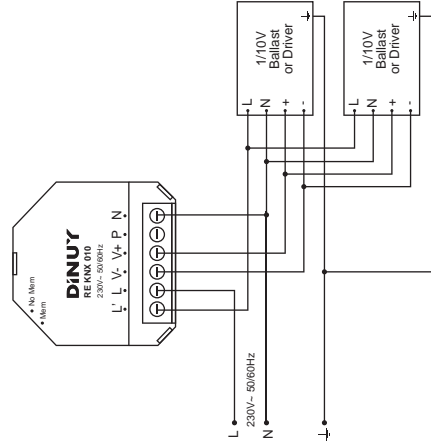 1/10V
Ballast
or Driver
L
N
+
-
1/10V
Ballast
or Driver
L
N
+
-
• No Mem
• Mem
DINUY
RE KNX 010
230V~ 50/60Hz
L' L V- V+ P N
L
230V~ 50/60Hz
N